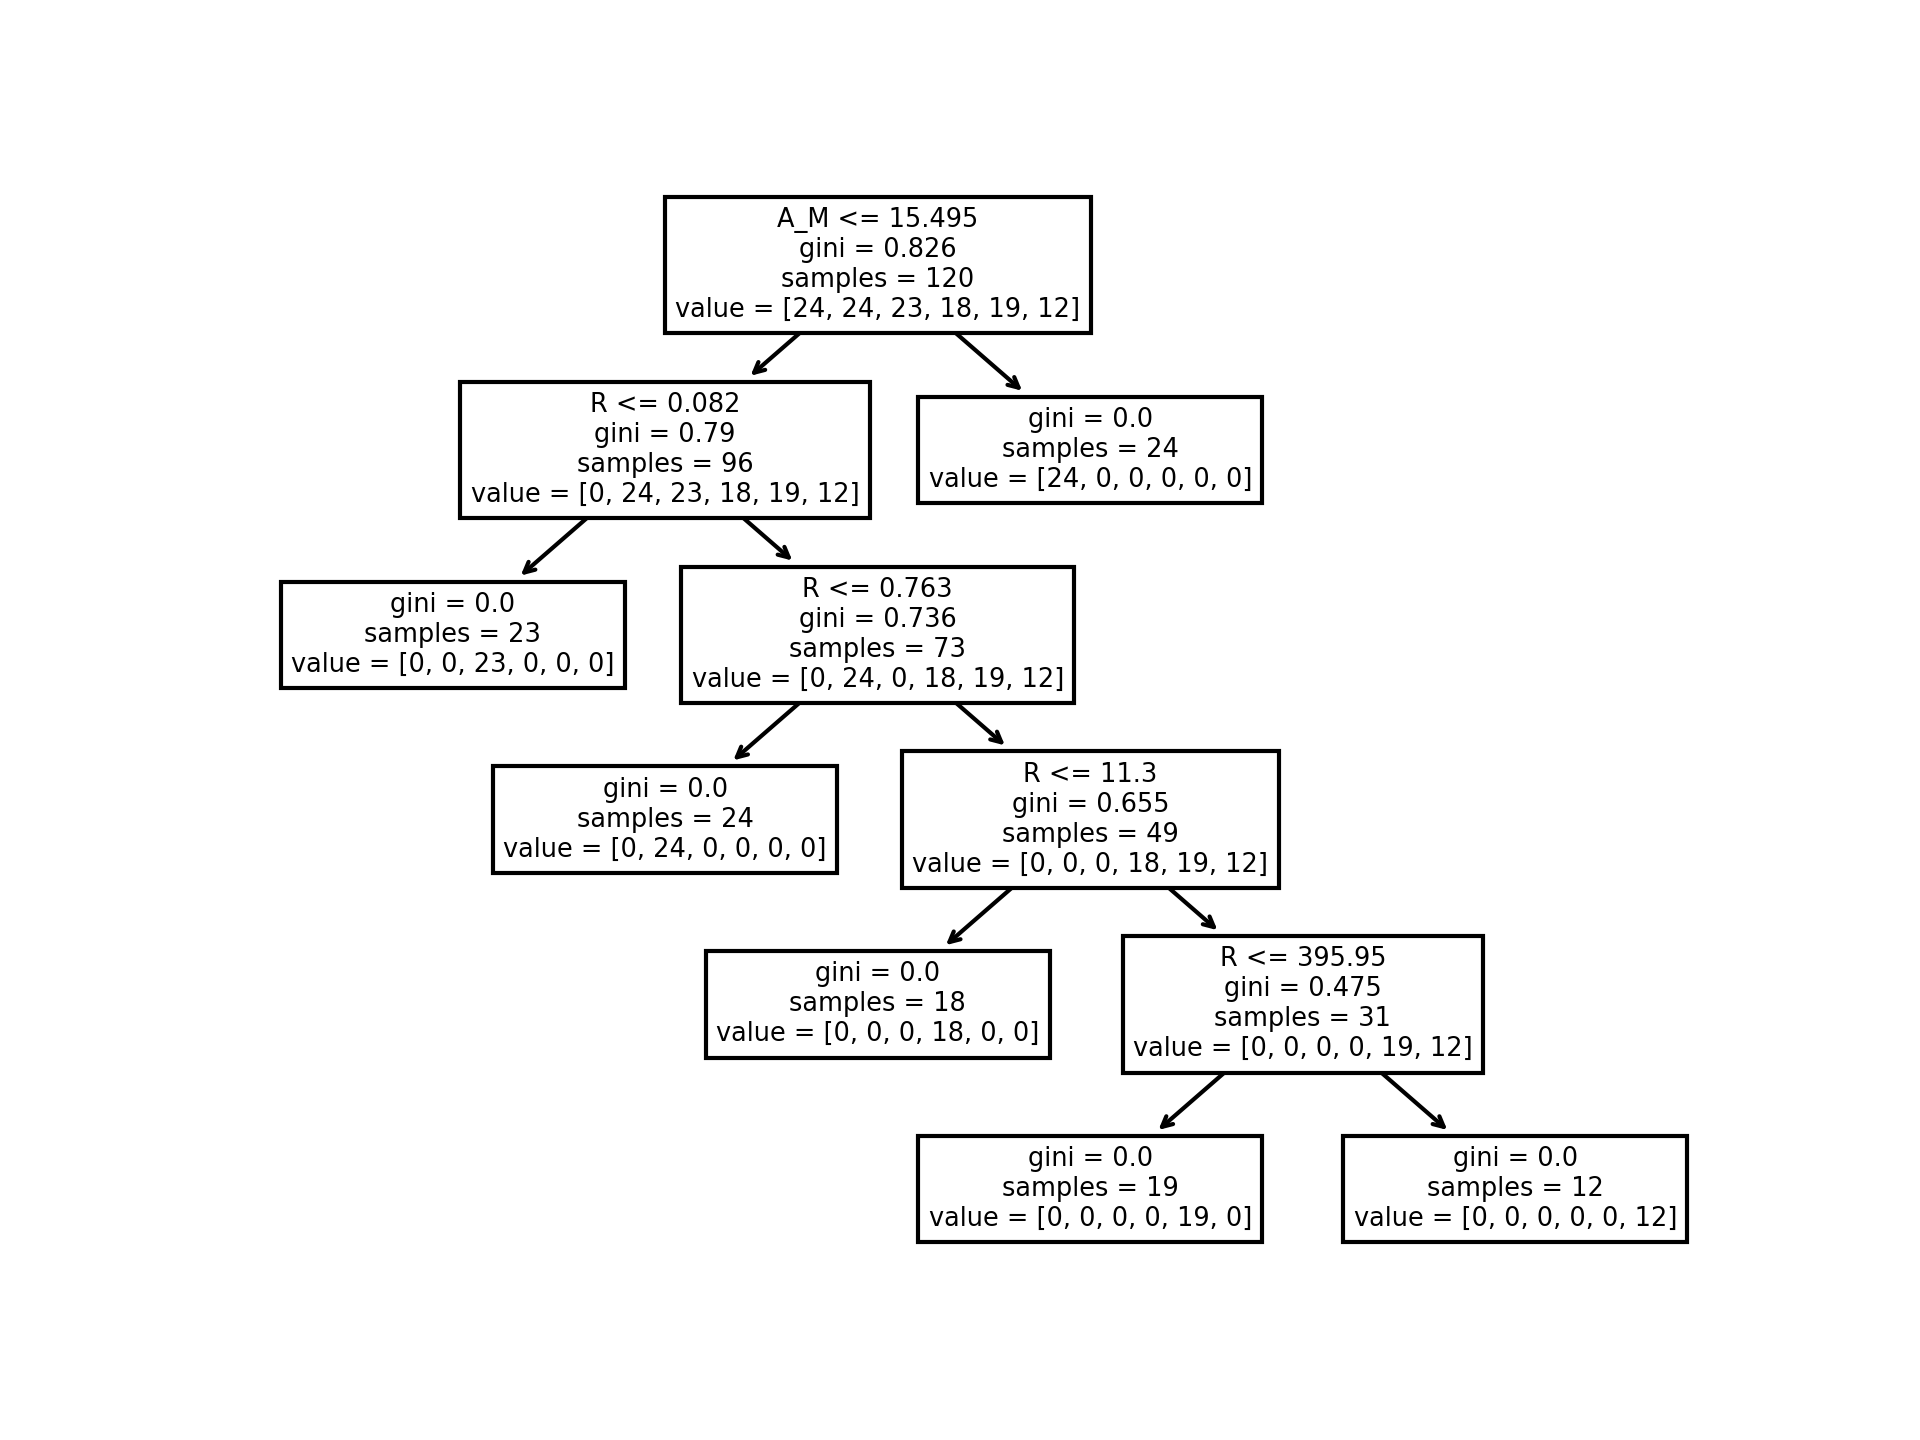 A_M <= 15.495
gini = 0.826
samples = 120
value = [24, 24, 23, 18, 19, 12]
R <= 0.082
gini = 0.79
samples = 96
value = [0, 24, 23, 18, 19, 12]
gini = 0.0
samples = 24
value = [24, 0, 0, 0, 0, 0]
gini = 0.0
samples = 23
value = [0, 0, 23, 0, 0, 0]
R <= 0.763
gini = 0.736
samples = 73
value = [0, 24, 0, 18, 19, 12]
gini = 0.0
samples = 24
value = [0, 24, 0, 0, 0, 0]
R <= 11.3
gini = 0.655
samples = 49
value = [0, 0, 0, 18, 19, 12]
gini = 0.0
samples = 18
value = [0, 0, 0, 18, 0, 0]
R <= 395.95
gini = 0.475
samples = 31
value = [0, 0, 0, 0, 19, 12]
gini = 0.0
samples = 19
value = [0, 0, 0, 0, 19, 0]
gini = 0.0
samples = 12
value = [0, 0, 0, 0, 0, 12]